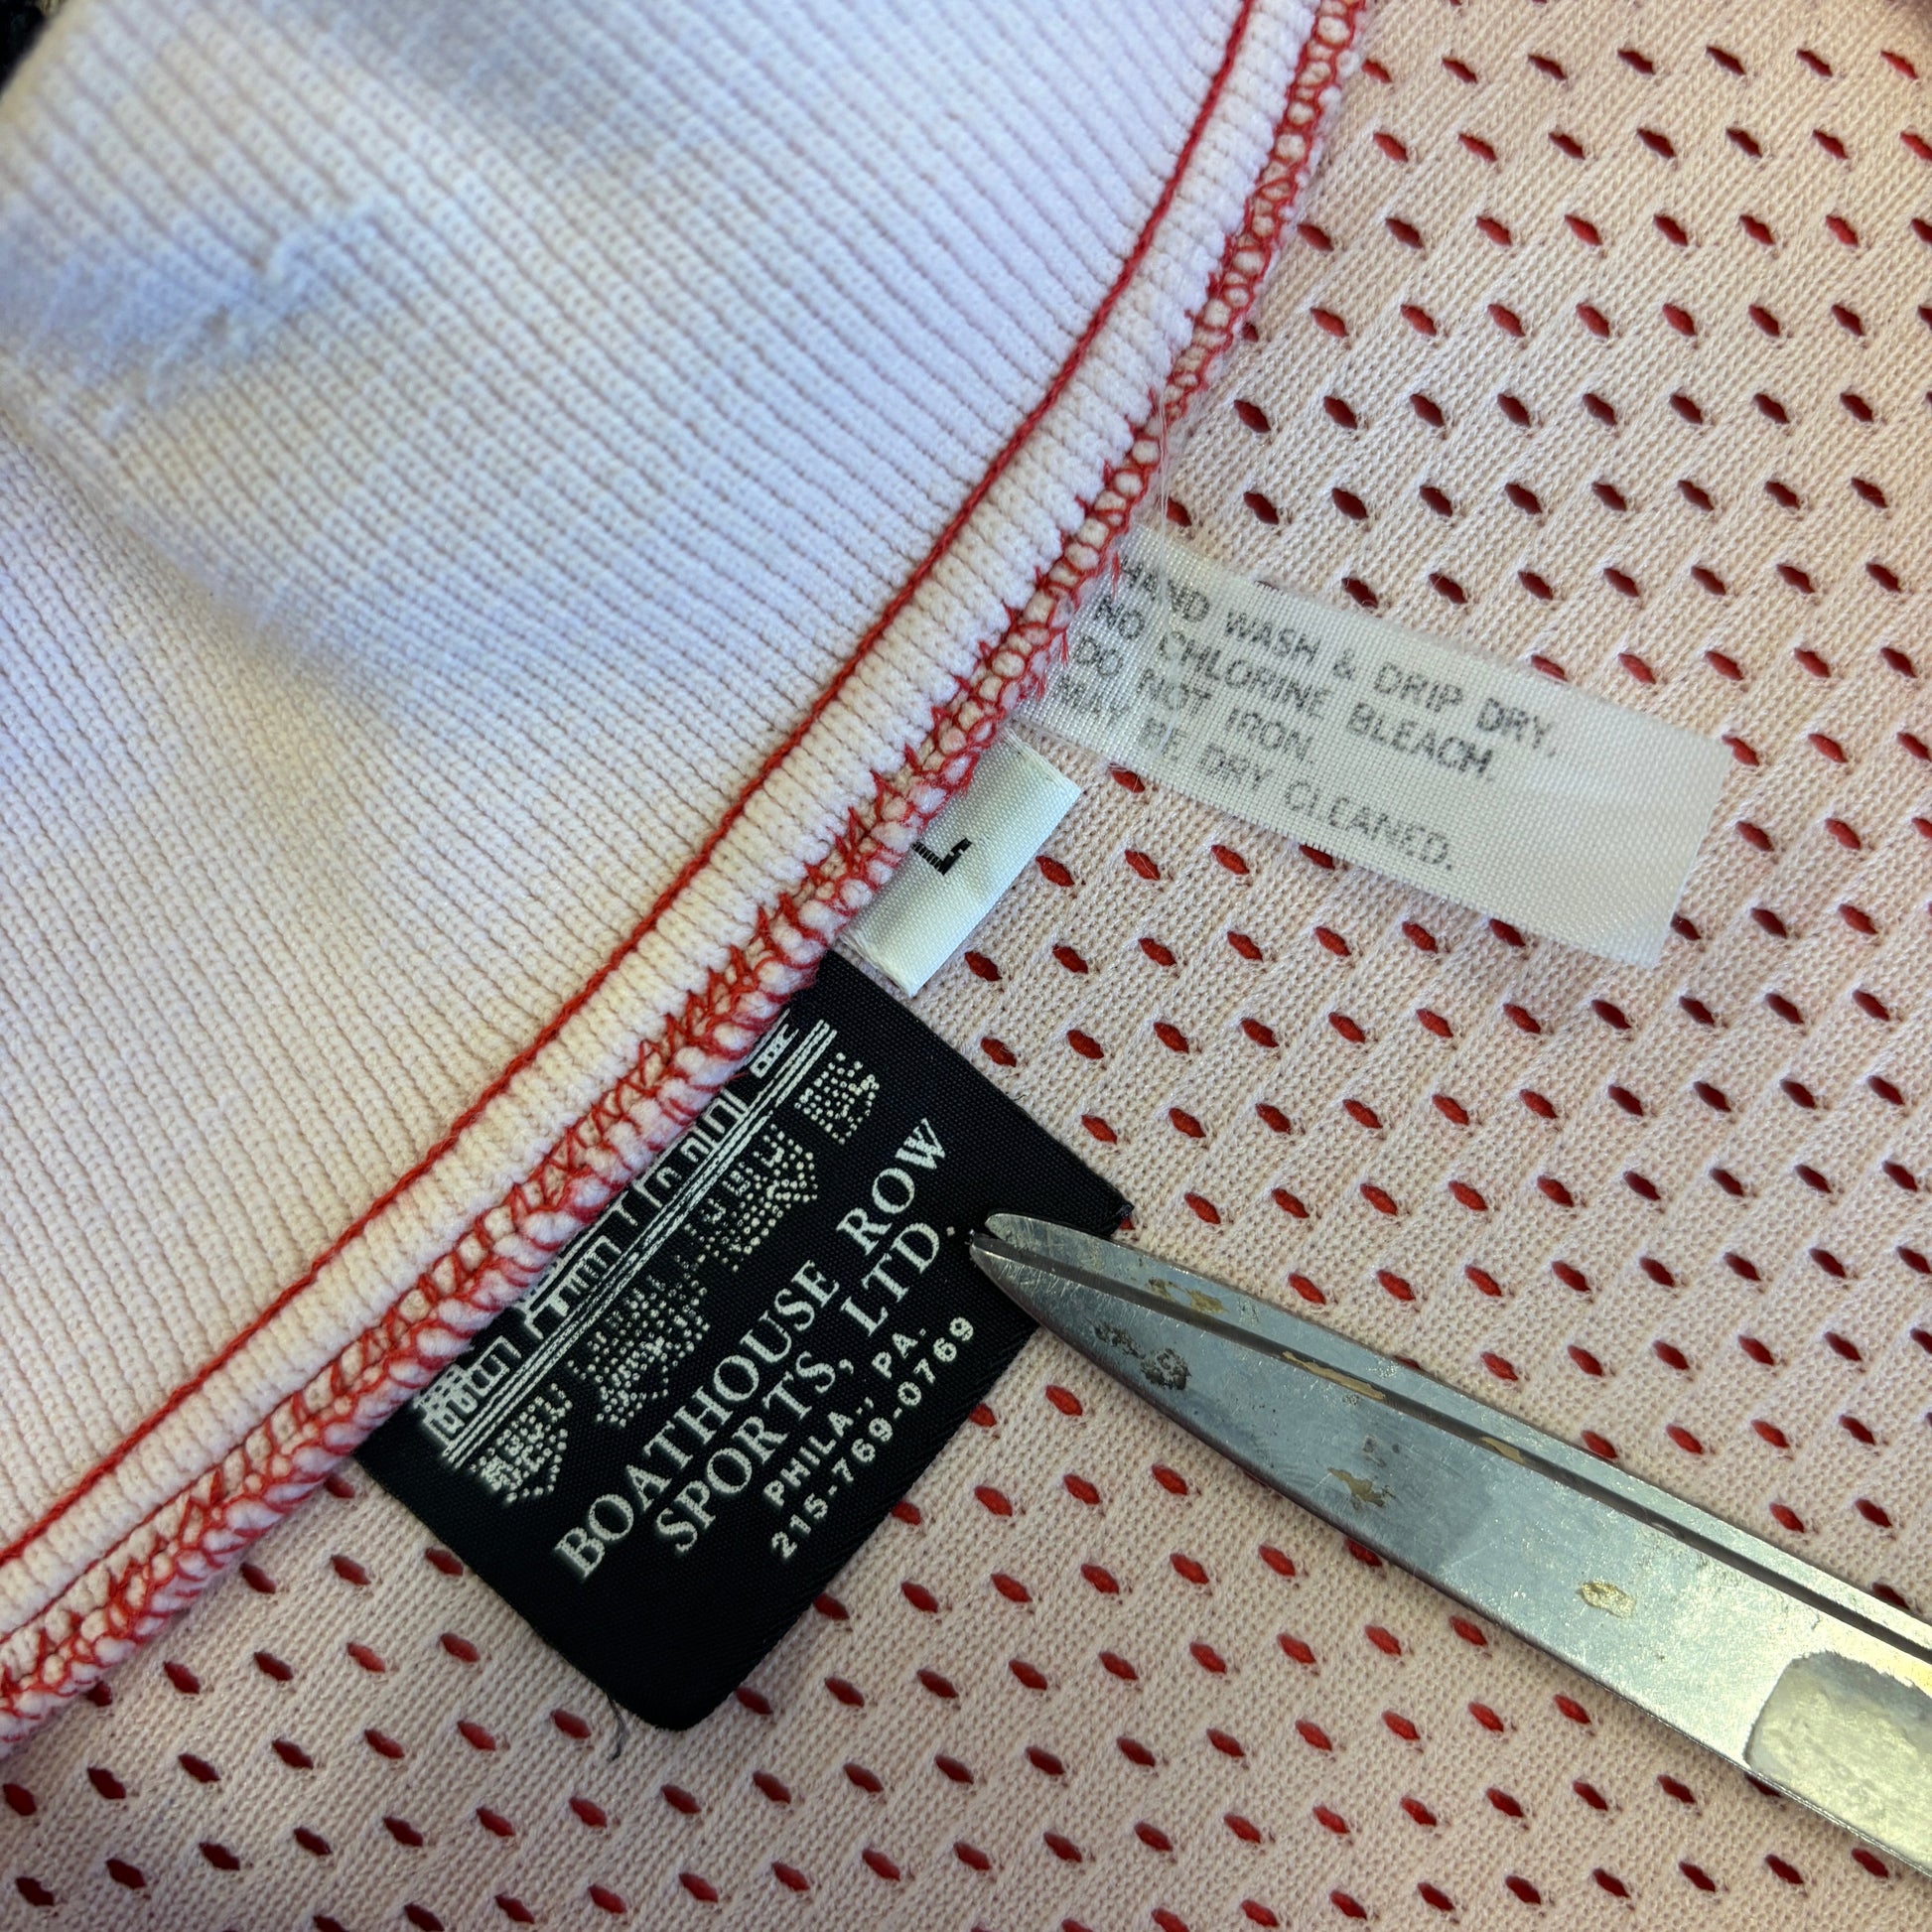 HAND WASH & DRIP DRY.
NO CHLORINE BLEACH.
DO NOT IRON.
MAY BE DRY CLEANED.
L
BOATHOUSE ROW
SPORTS, LTD.
PHILA., PA.
215-769-0769